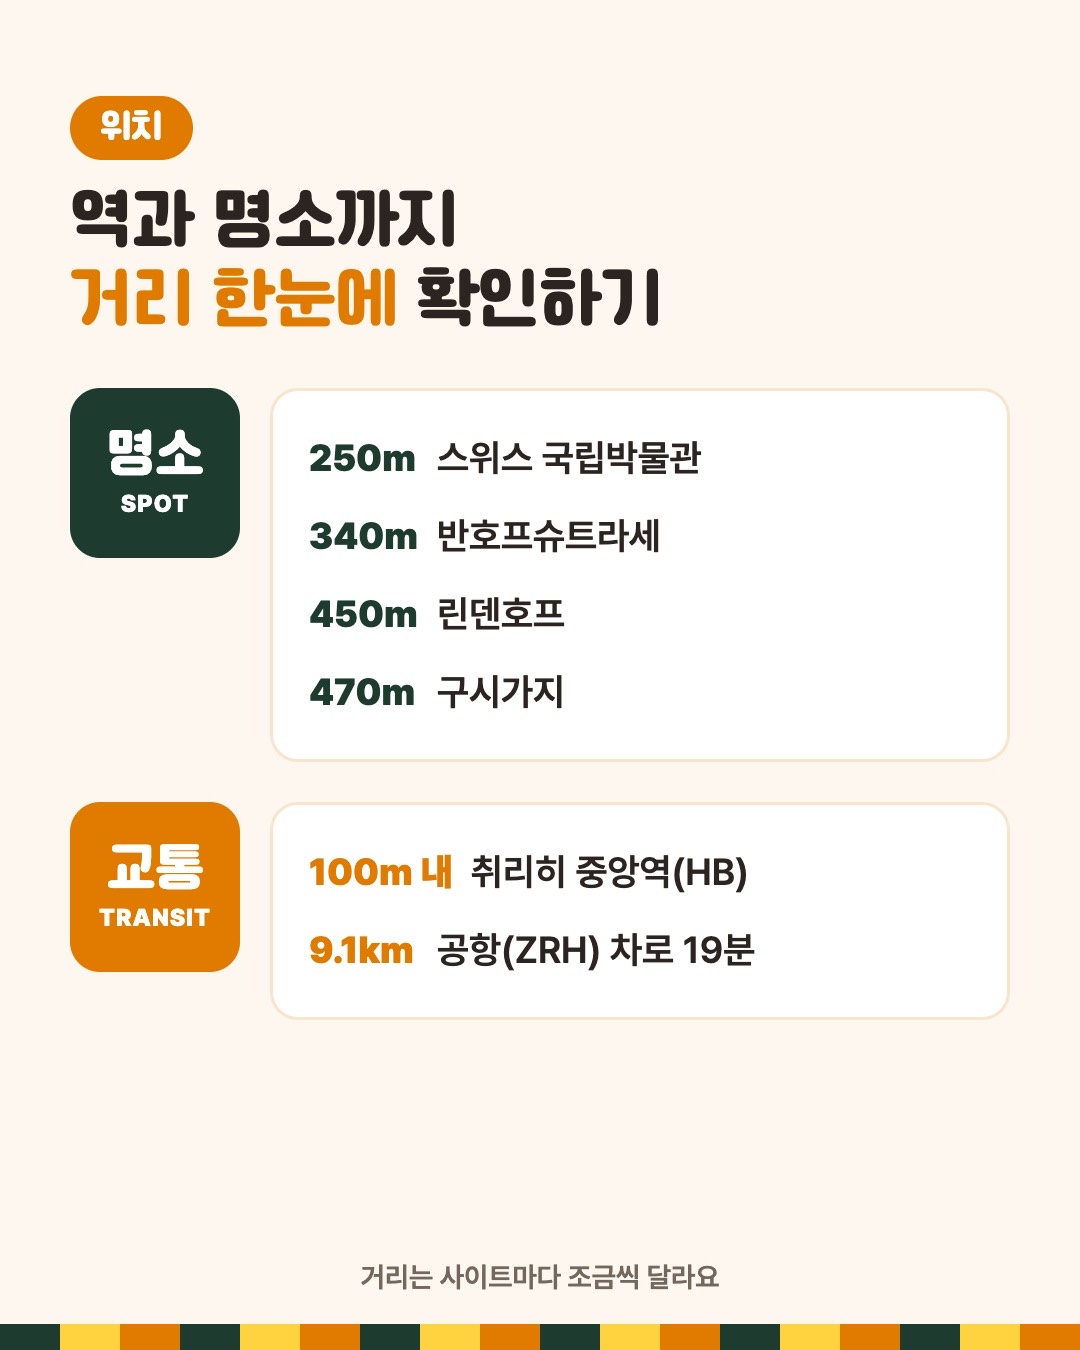 위치
역과 명소까지
거리 한눈에 확인하기
명소
SPOT
250m 스위스 국립박물관
340m 반호프슈트라세
450m 린덴호프
470m 구시가지
교통
TRANSIT
100m 내 취리히 중앙역(HB)
9.1km 공항(ZRH) 차로 19분
거리는 사이트마다 조금씩 달라요